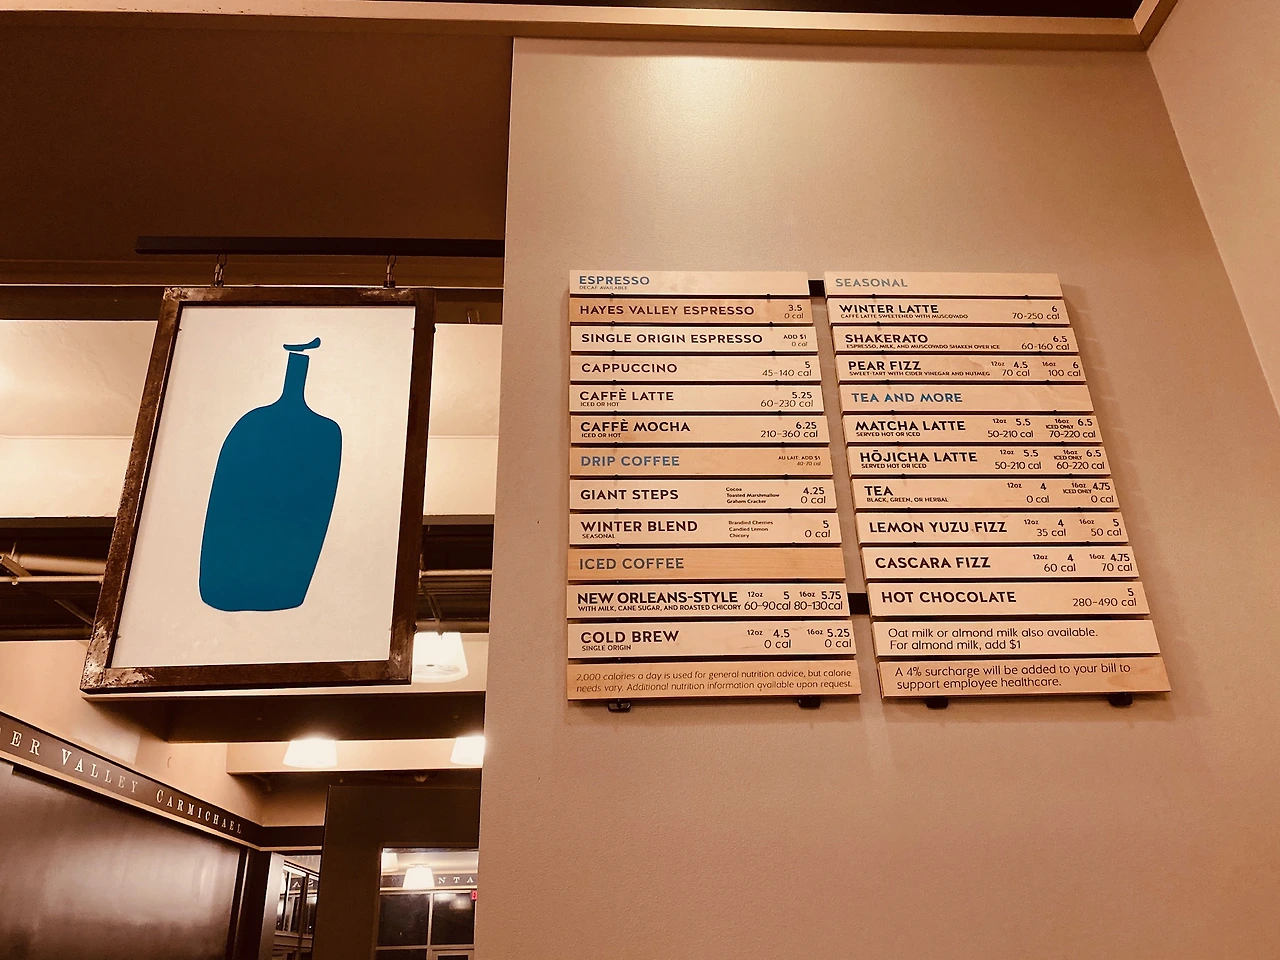 ESPRESSO
DECAF AVAILABLE
HAYES VALLEY ESPRESSO 3.5
0 cal
SINGLE ORIGIN ESPRESSO ADD $1
0 cal
CAPPUCCINO 5
45-140 cal
CAFFÈ LATTE 5.25
ICED OR HOT 60-230 cal
CAFFÈ MOCHA 6.25
ICED OR HOT 210-360 cal
DRIP COFFEE AU LAIT: ADD $1
40-70 cal
GIANT STEPS Cocoa
Toasted Marshmallow
Graham Cracker 4.25
0 cal
WINTER BLEND Brandied Cherries
Candied Lemon
Chicory 5
SEASONAL 0 cal
ICED COFFEE
NEW ORLEANS-STYLE 12oz 5 16oz 5.75
WITH MILK, CANE SUGAR, AND ROASTED CHICORY 60-90cal 80-130cal
COLD BREW 12oz 4.5 16oz 5.25
SINGLE ORIGIN 0 cal 0 cal
2,000 calories a day is used for general nutrition advice, but calorie
needs vary. Additional nutrition information available upon request.
SEASONAL
WINTER LATTE 6
CAFFE LATTE SWEETENED WITH MUSCOVADO 70-250 cal
SHAKERATO 6.5
ESPRESSO, MILK, AND MUSCOVADO SHAKEN OVER ICE 60-160 cal
PEAR FIZZ 12oz 4.5 16oz 6
SWEET-TART WITH CIDER VINEGAR AND NUTMEG 70 cal 100 cal
TEA AND MORE
MATCHA LATTE 12oz 5.5 16oz 6.5
SERVED HOT OR ICED 50-210 cal ICED ONLY 70-220 cal
HŌJICHA LATTE 12oz 5.5 16oz 6.5
SERVED HOT OR ICED 50-210 cal ICED ONLY 60-220 cal
TEA 12oz 4 16oz 4.75
BLACK, GREEN, OR HERBAL 0 cal ICED ONLY 0 cal
LEMON YUZU FIZZ 12oz 4 16oz 5
35 cal 50 cal
CASCARA FIZZ 12oz 4 16oz 4.75
60 cal 70 cal
HOT CHOCOLATE 5
280-490 cal
Oat milk or almond milk also available.
For almond milk, add $1
A 4% surcharge will be added to your bill to
support employee healthcare.
ER VALLEY CARMICHAEL
NTA